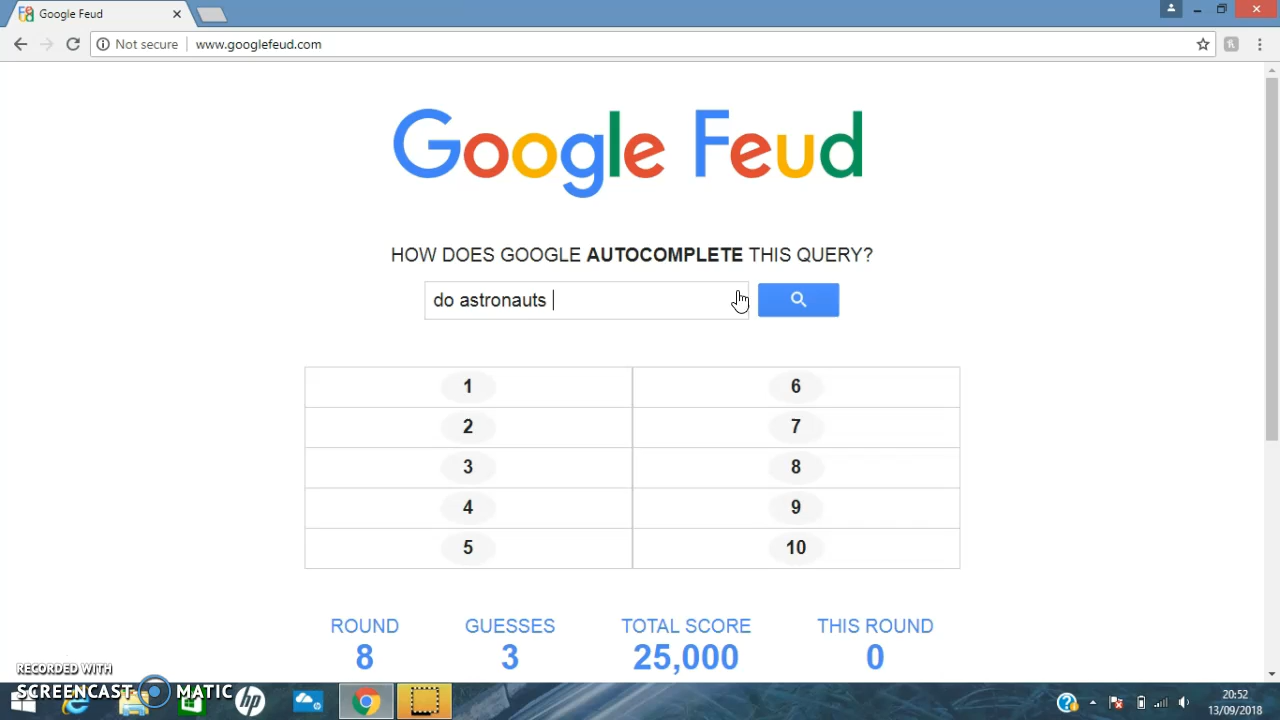 Google Feud
Not secure www.googlefeud.com
Google Feud
HOW DOES GOOGLE AUTOCOMPLETE THIS QUERY?
do astronauts
1 6
2 7
3 8
4 9
5 10
ROUND GUESSES TOTAL SCORE THIS ROUND
8 3 25,000 0
RECORDED WITH
SCREENCAST MATIC
hp
20:52
13/09/2018